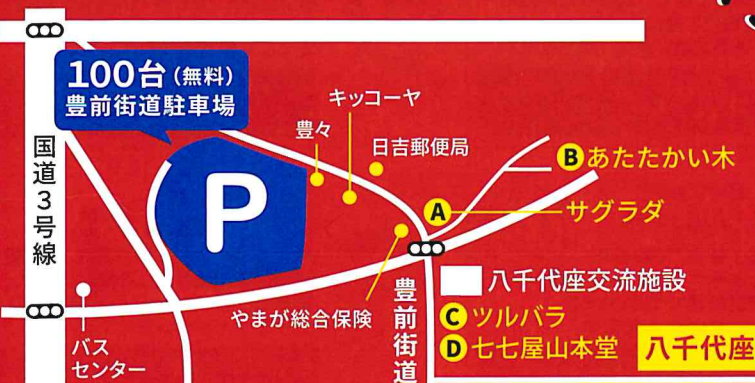 100台(無料)
豊前街道駐車場
キッコーヤ
豊々
日吉郵便局
国道3号線
P
B あたたかい木
A
サグラダ
八千代座交流施設
やまが総合保険
豊前街道
C ツルバラ
D 七七屋山本堂
八千代座
バス
センター